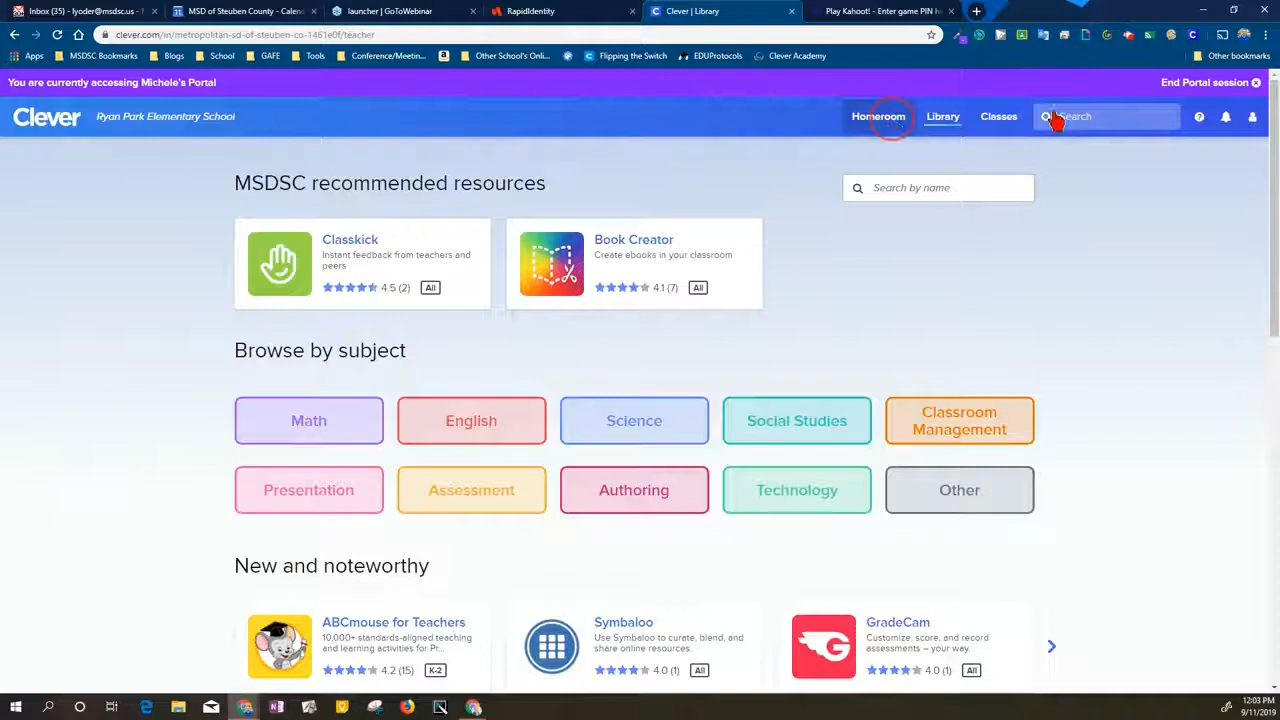 Inbox (35) - lyoder@msdsc.us -
MSD of Steuben County - Calend
launcher | GoToWebinar
RapidIdentity
Clever | Library
Play Kahoot! - Enter game PIN h
clever.com/in/metropolitan-sd-of-steuben-co-1461e0f/teacher
Apps
MSDSC Bookmarks
Blogs
School
GAFE
Tools
Conference/Meetin...
Other School's Onli...
Flipping the Switch
EDUProtocols
Clever Academy
Other bookmarks
You are currently accessing Michele's Portal
End Portal session
Clever
Ryan Park Elementary School
Homeroom
Library
Classes
Search
MSDSC recommended resources
Search by name
Classkick
Instant feedback from teachers and
peers
4.5 (2) All
Book Creator
Create ebooks in your classroom
4.1 (7) All
Browse by subject
Math
English
Science
Social Studies
Classroom
Management
Presentation
Assessment
Authoring
Technology
Other
New and noteworthy
ABCmouse for Teachers
10,000+ standards-aligned teaching
and learning activities for Pr...
4.2 (15) K-2
Symbaloo
Use Symbaloo to curate, blend, and
share online resources.
4.0 (1) All
GradeCam
Customize, score, and record
assessments – your way.
4.0 (1) All
12:03 PM
9/11/2019